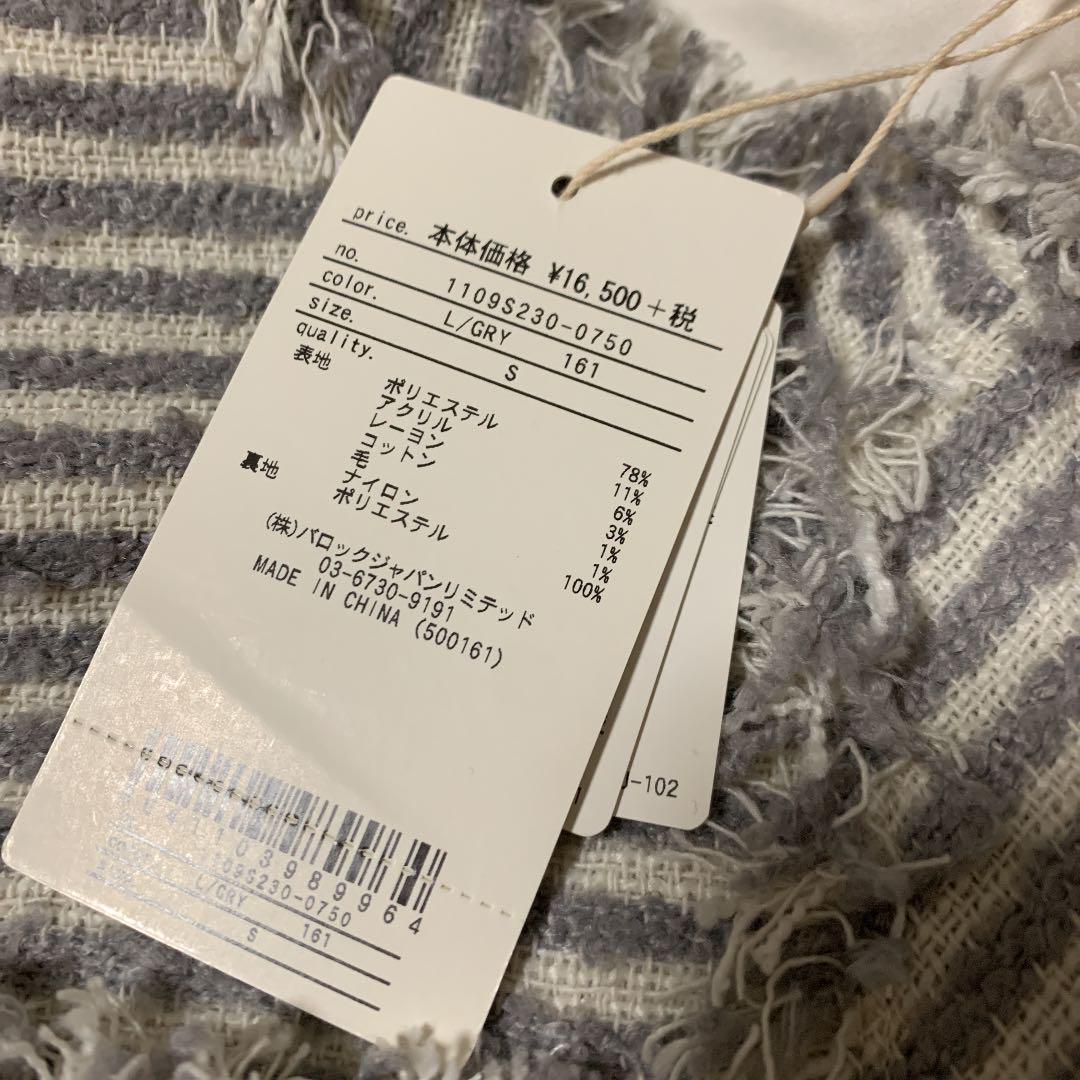 price. 本体価格 ¥16,500+税
no. 1109S230-0750
color. L/GRY 161
size. S
quality.
表地 ポリエステル 78%
アクリル 11%
レーヨン 6%
コットン 3%
毛 1%
ナイロン 1%
裏地 ポリエステル 100%
(株)バロックジャパンリミテッド
03-6730-9191
MADE IN CHINA (500161)
1109S230-0750
L/GRY 161
S
-102